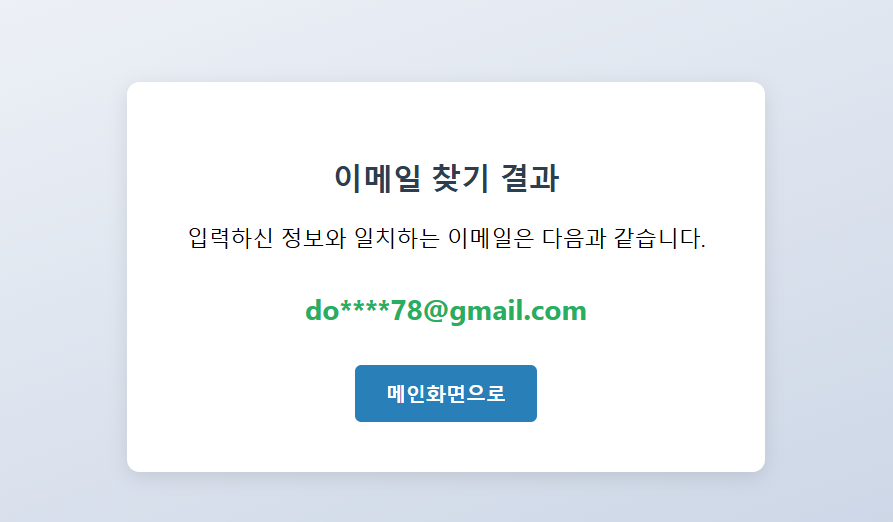 이메일 찾기 결과
입력하신 정보와 일치하는 이메일은 다음과 같습니다.
do****78@gmail.com
메인화면으로